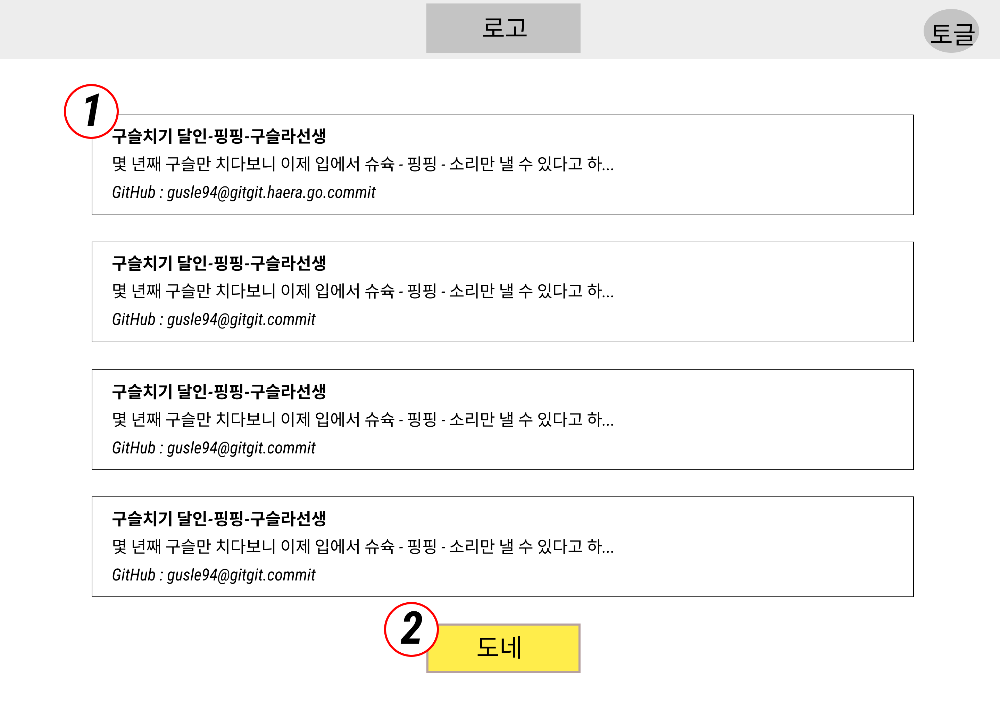 로고
토글
1
구슬치기 달인-핑핑-구슬라선생
몇 년째 구슬만 치다보니 이제 입에서 슈슉 - 핑핑 - 소리만 낼 수 있다고 하...
GitHub : gusle94@gitgit.haera.go.commit
구슬치기 달인-핑핑-구슬라선생
몇 년째 구슬만 치다보니 이제 입에서 슈슉 - 핑핑 - 소리만 낼 수 있다고 하...
GitHub : gusle94@gitgit.commit
구슬치기 달인-핑핑-구슬라선생
몇 년째 구슬만 치다보니 이제 입에서 슈슉 - 핑핑 - 소리만 낼 수 있다고 하...
GitHub : gusle94@gitgit.commit
구슬치기 달인-핑핑-구슬라선생
몇 년째 구슬만 치다보니 이제 입에서 슈슉 - 핑핑 - 소리만 낼 수 있다고 하...
GitHub : gusle94@gitgit.commit
2
도네